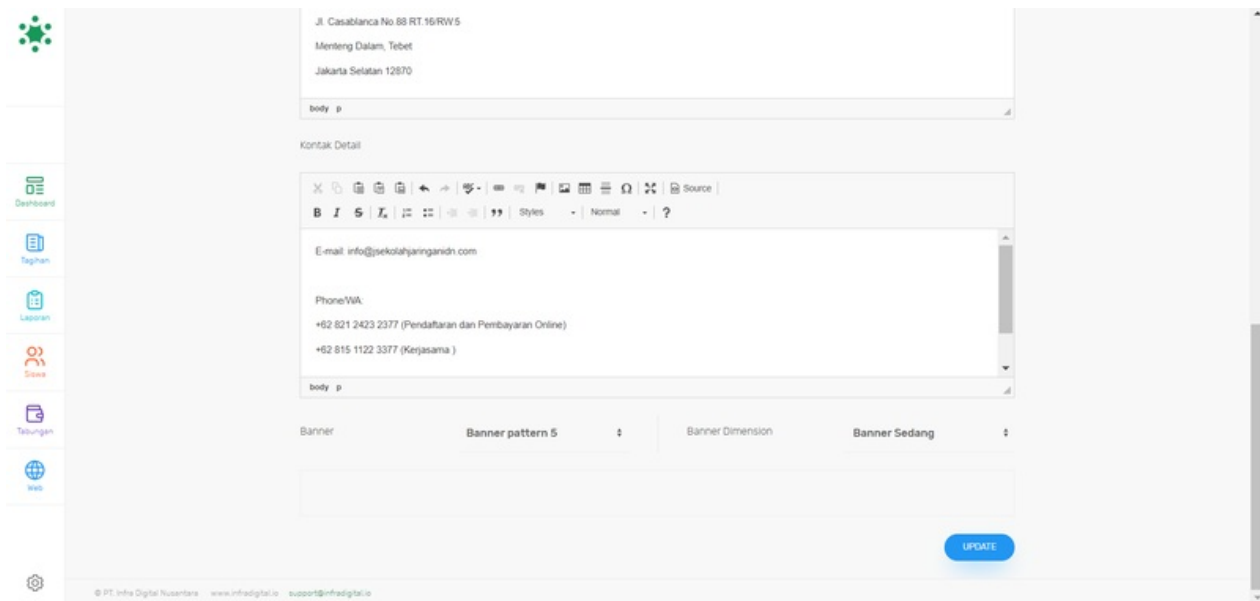 Jl. Casablanca No.88 RT.16/RW5
Menteng Dalam, Tebet
Jakarta Selatan 12870
body p
Kontak Detail
Source
B I S Tx Styles Normal ?
E-mail: info@jsekolahjaringanidn.com
Phone/WA:
+62 821 2423 2377 (Pendaftaran dan Pembayaran Online)
+62 815 1122 3377 (Kerjasama )
body p
Banner Banner pattern 5 Banner Dimension Banner Sedang
UPDATE
Dashboard
Tagihan
Laporan
Siswa
Tabungan
Web
© PT. Infra Digital Nusantara www.infradigital.io support@infradigital.io